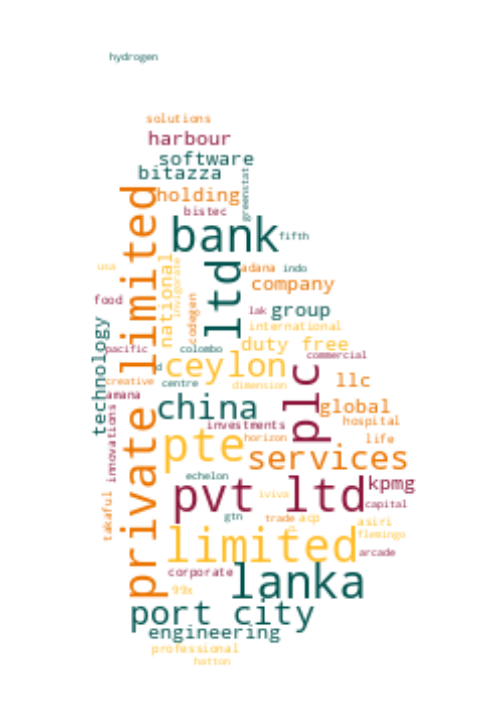 hydrogen
solutions
harbour
software
bitazza
greenstat
private limited
holding
bistec
bank
fifth
usa
national
invigorate
ltd
adana
indo
company
food
codegen
lak
group
international
technology
pacific
colombo
duty free
commercial
ceylon
plc
creative
centre
dimension
llc
amana
china
global
innovations
investments
hospital
pte
horizon
life
services
echelon
kpmg
takaful
pvt ltd
iviva
capital
gtn
trade
acp
asiri
limited
flemingo
arcade
corporate
lanka
99x
port city
engineering
professional
hatton